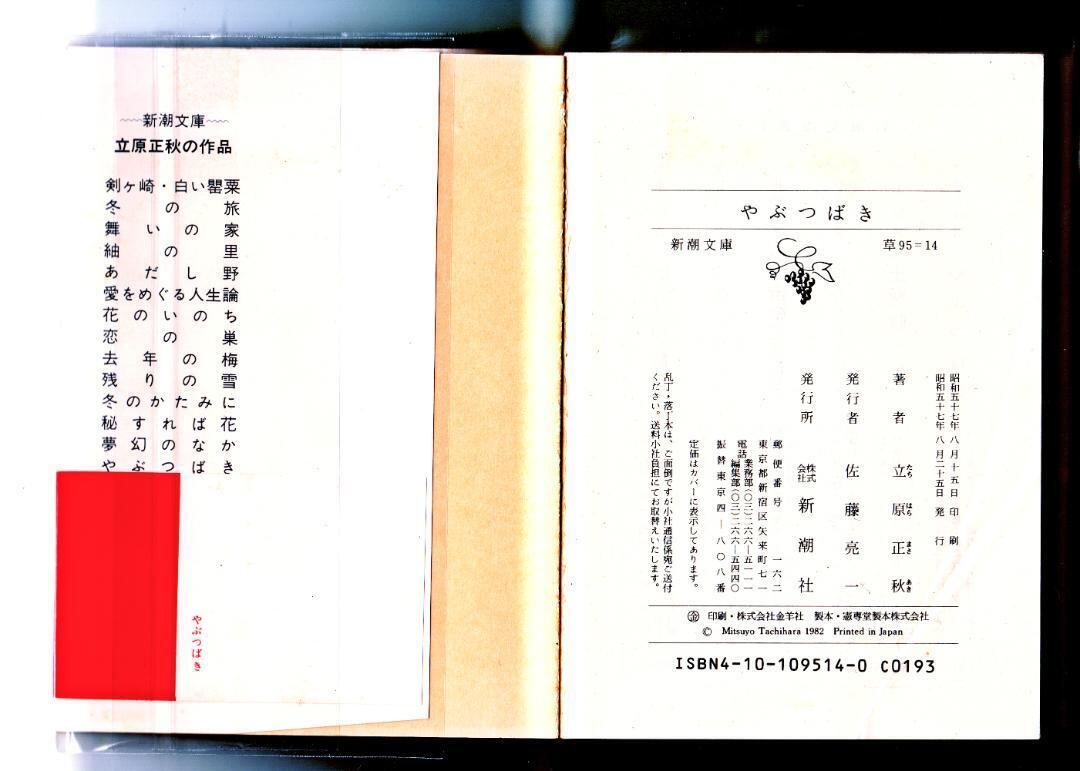 新潮文庫
立原正秋の作品
剣ヶ崎・白い罌粟
冬の旅
舞いの家
紬の里
あだし野
愛をめぐる人生論
花のいのち
恋の巣
去年の梅
残りの雪
冬のかたみに
秘すれば花
夢幻のなか
やぶつばき
やぶつばき
やぶつばき
新潮文庫
草95=14
昭和五十七年八月十五日印刷
昭和五十七年八月二十五日発行
著者 立原正秋
たち はら まさ あき
発行者 佐藤亮一
発行所 株式会社 新潮社
郵便番号 一六二
東京都新宿区矢来町七一
電話 業務部(〇三)二六六―五一一一
編集部(〇三)二六六―五四四〇
振替東京四―八〇八番
定価はカバーに表示してあります。
乱丁・落丁本は、ご面倒ですが小社通信係宛ご送付
ください。送料小社負担にてお取替えいたします。
印刷・株式会社金羊社 製本・憲専堂製本株式会社
© Mitsuyo Tachihara 1982 Printed in Japan
ISBN4-10-109514-0 C0193